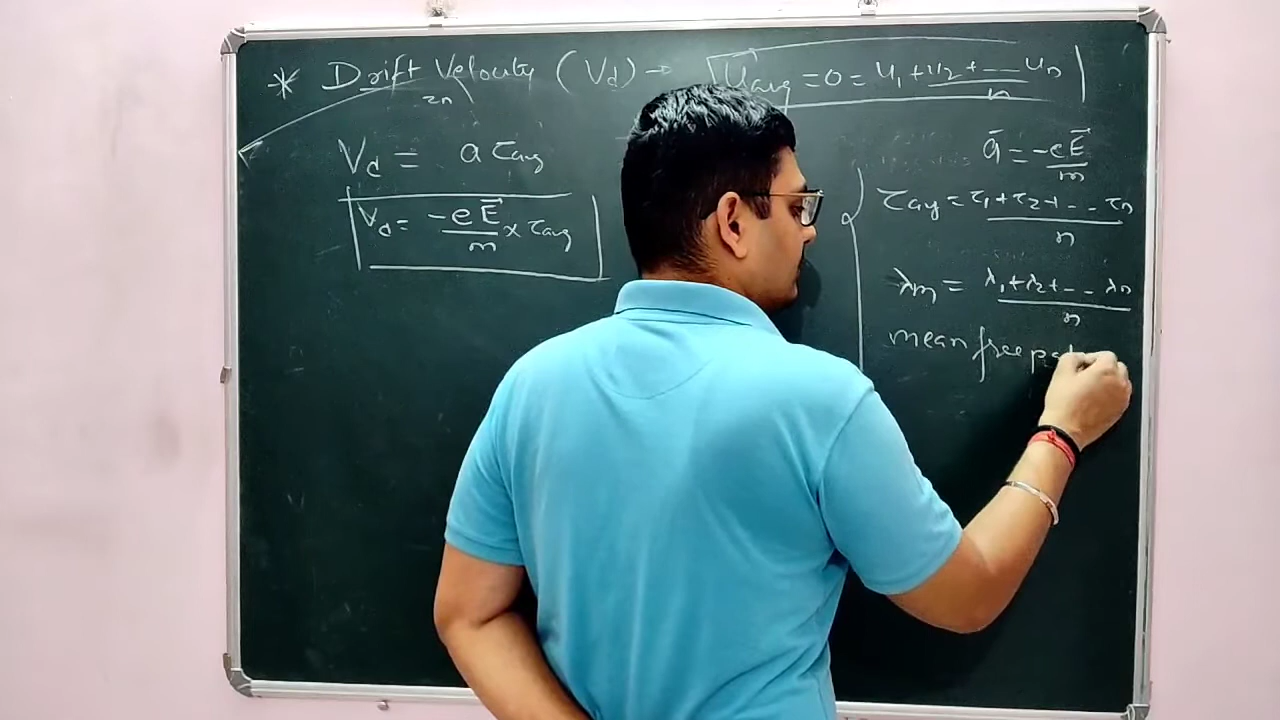 * Drift Velocity (Vd) → Uavg = 0 = u₁ + u₂ + --- uₙ / n
2n
Vd = a τavg
Vd = -eE⃗ / m × τavg
a⃗ = -eE⃗ / m
τavg = τ₁ + τ₂ + --- τn / n
λm = λ₁ + λ₂ + --- λn / n
mean free